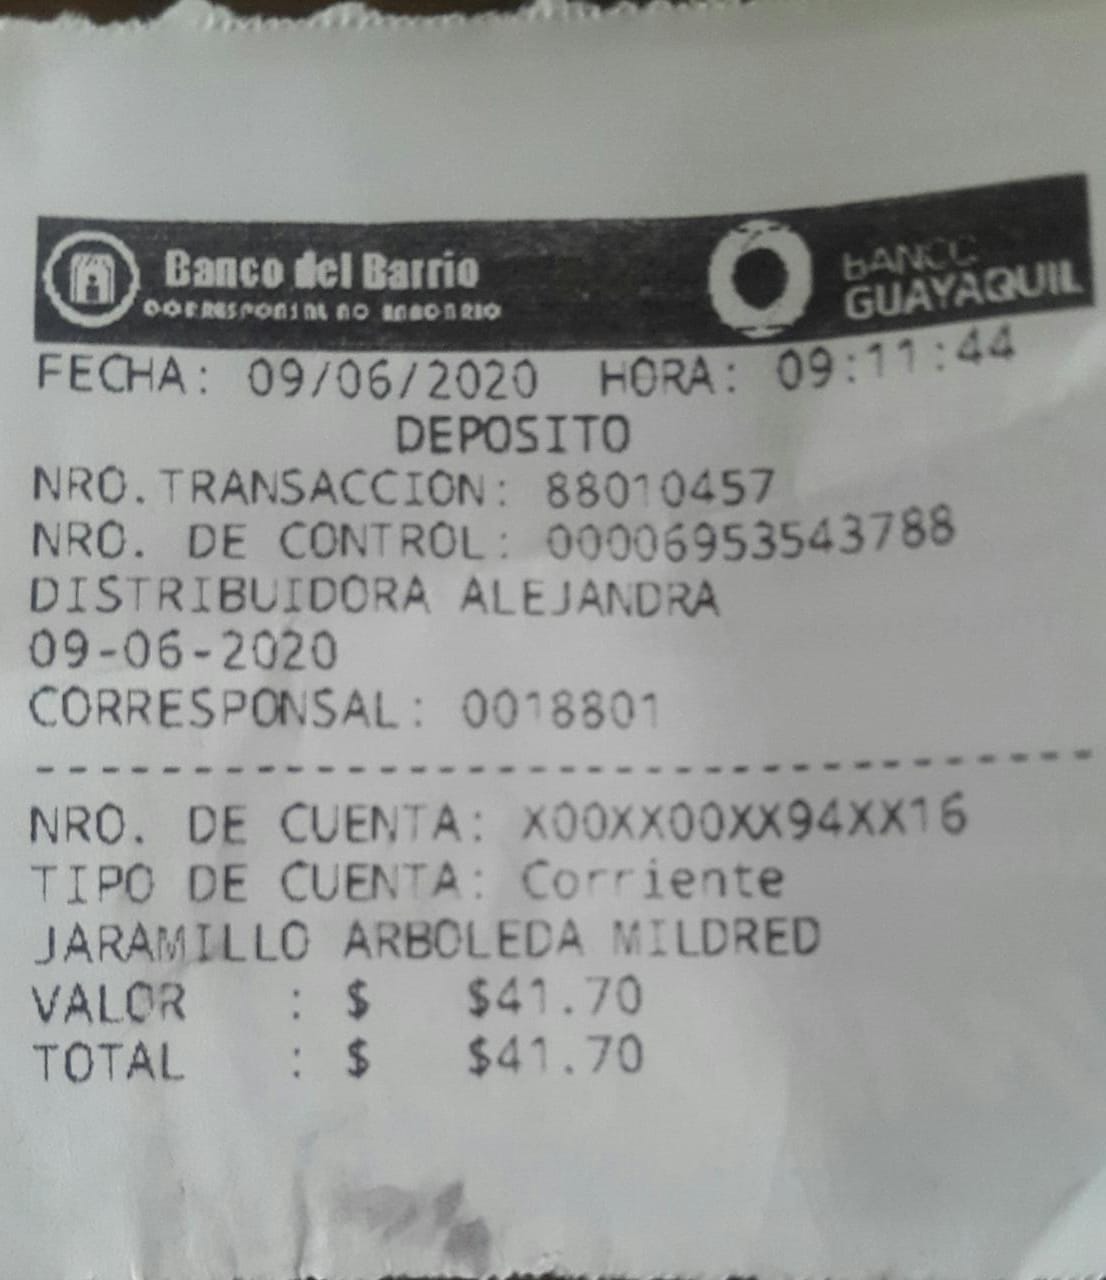 Banco del Barrio
CORRESPONSAL NO BANCARIO
BANCO
GUAYAQUIL
FECHA: 09/06/2020 HORA: 09:11:44
DEPOSITO
NRO.TRANSACCION: 88010457
NRO. DE CONTROL: 00006953543788
DISTRIBUIDORA ALEJANDRA
09-06-2020
CORRESPONSAL: 0018801
------------------------------------
NRO. DE CUENTA: X00XX00XX94XX16
TIPO DE CUENTA: Corriente
JARAMILLO ARBOLEDA MILDRED
VALOR : $ $41.70
TOTAL : $ $41.70